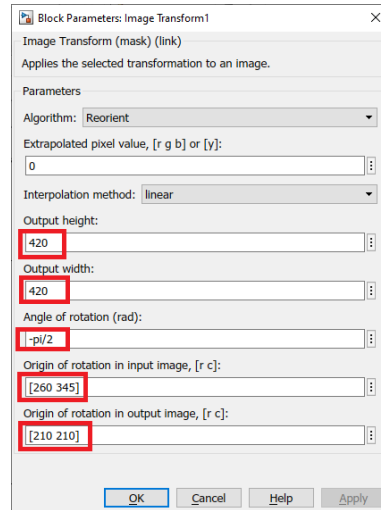 Block Parameters: Image Transform1
Image Transform (mask) (link)
Applies the selected transformation to an image.
Parameters
Algorithm: Reorient
Extrapolated pixel value, [r g b] or [y]:
0
Interpolation method: linear
Output height:
420
Output width:
420
Angle of rotation (rad):
-pi/2
Origin of rotation in input image, [r c]:
[260 345]
Origin of rotation in output image, [r c]:
[210 210]
OK Cancel Help Apply